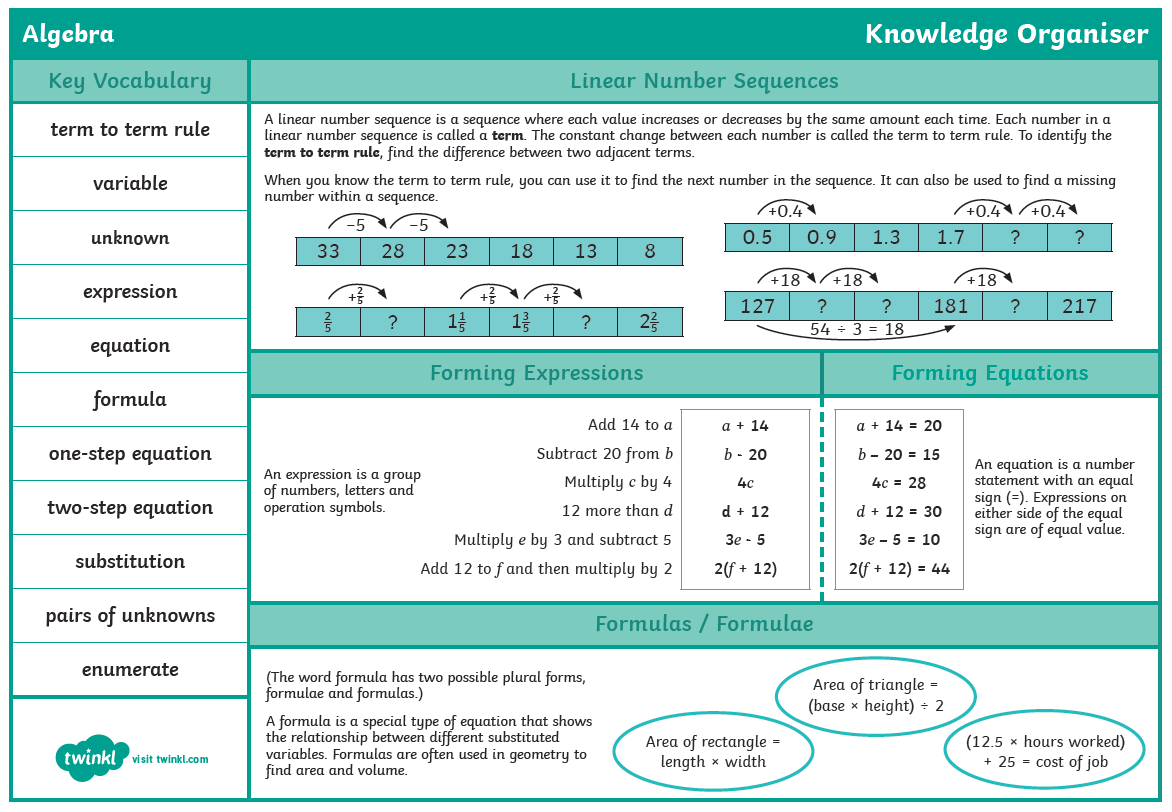 Algebra
Knowledge Organiser
Key Vocabulary
term to term rule
variable
unknown
expression
equation
formula
one-step equation
two-step equation
substitution
pairs of unknowns
enumerate
twinkl
visit twinkl.com
Linear Number Sequences
A linear number sequence is a sequence where each value increases or decreases by the same amount each time. Each number in a
linear number sequence is called a term. The constant change between each number is called the term to term rule. To identify the
term to term rule, find the difference between two adjacent terms.
When you know the term to term rule, you can use it to find the next number in the sequence. It can also be used to find a missing
number within a sequence.
−5 −5
33 28 23 18 13 8
+2/5 +2/5 +2/5
2/5 ? 1 1/5 1 3/5 ? 2 2/5
+0.4 +0.4 +0.4
0.5 0.9 1.3 1.7 ? ?
+18 +18 +18
127 ? ? 181 ? 217
54 ÷ 3 = 18
Forming Expressions
An expression is a group
of numbers, letters and
operation symbols.
Add 14 to a
Subtract 20 from b
Multiply c by 4
12 more than d
Multiply e by 3 and subtract 5
Add 12 to f and then multiply by 2
a + 14
b - 20
4c
d + 12
3e - 5
2(f + 12)
Forming Equations
a + 14 = 20
b – 20 = 15
4c = 28
d + 12 = 30
3e – 5 = 10
2(f + 12) = 44
An equation is a number
statement with an equal
sign (=). Expressions on
either side of the equal
sign are of equal value.
Formulas / Formulae
(The word formula has two possible plural forms,
formulae and formulas.)
A formula is a special type of equation that shows
the relationship between different substituted
variables. Formulas are often used in geometry to
find area and volume.
Area of rectangle =
length × width
Area of triangle =
(base × height) ÷ 2
(12.5 × hours worked)
+ 25 = cost of job